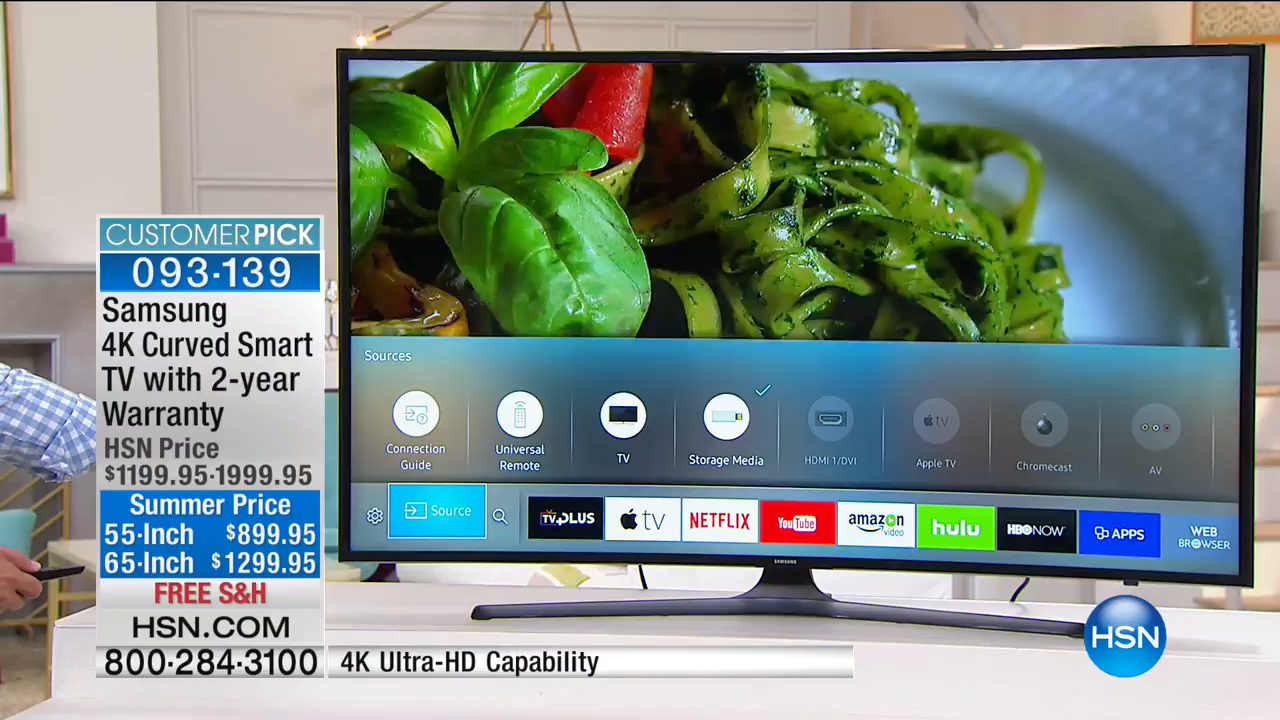 CUSTOMER PICK
093·139
Samsung
4K Curved Smart
TV with 2-year
Warranty
HSN Price
$1199.95-1999.95
Summer Price
55-Inch $899.95
65-Inch $1299.95
FREE S&H
HSN.COM
800·284·3100
4K Ultra-HD Capability
Sources
Connection
Guide
Universal
Remote
TV
Storage Media
HDMI 1/DVI
tv
Apple TV
Chromecast
AV
Source
TV PLUS
tv
NETFLIX
YouTube
amazon
video
hulu
HBO NOW
APPS
WEB
BROWSER
SAMSUNG
HSN